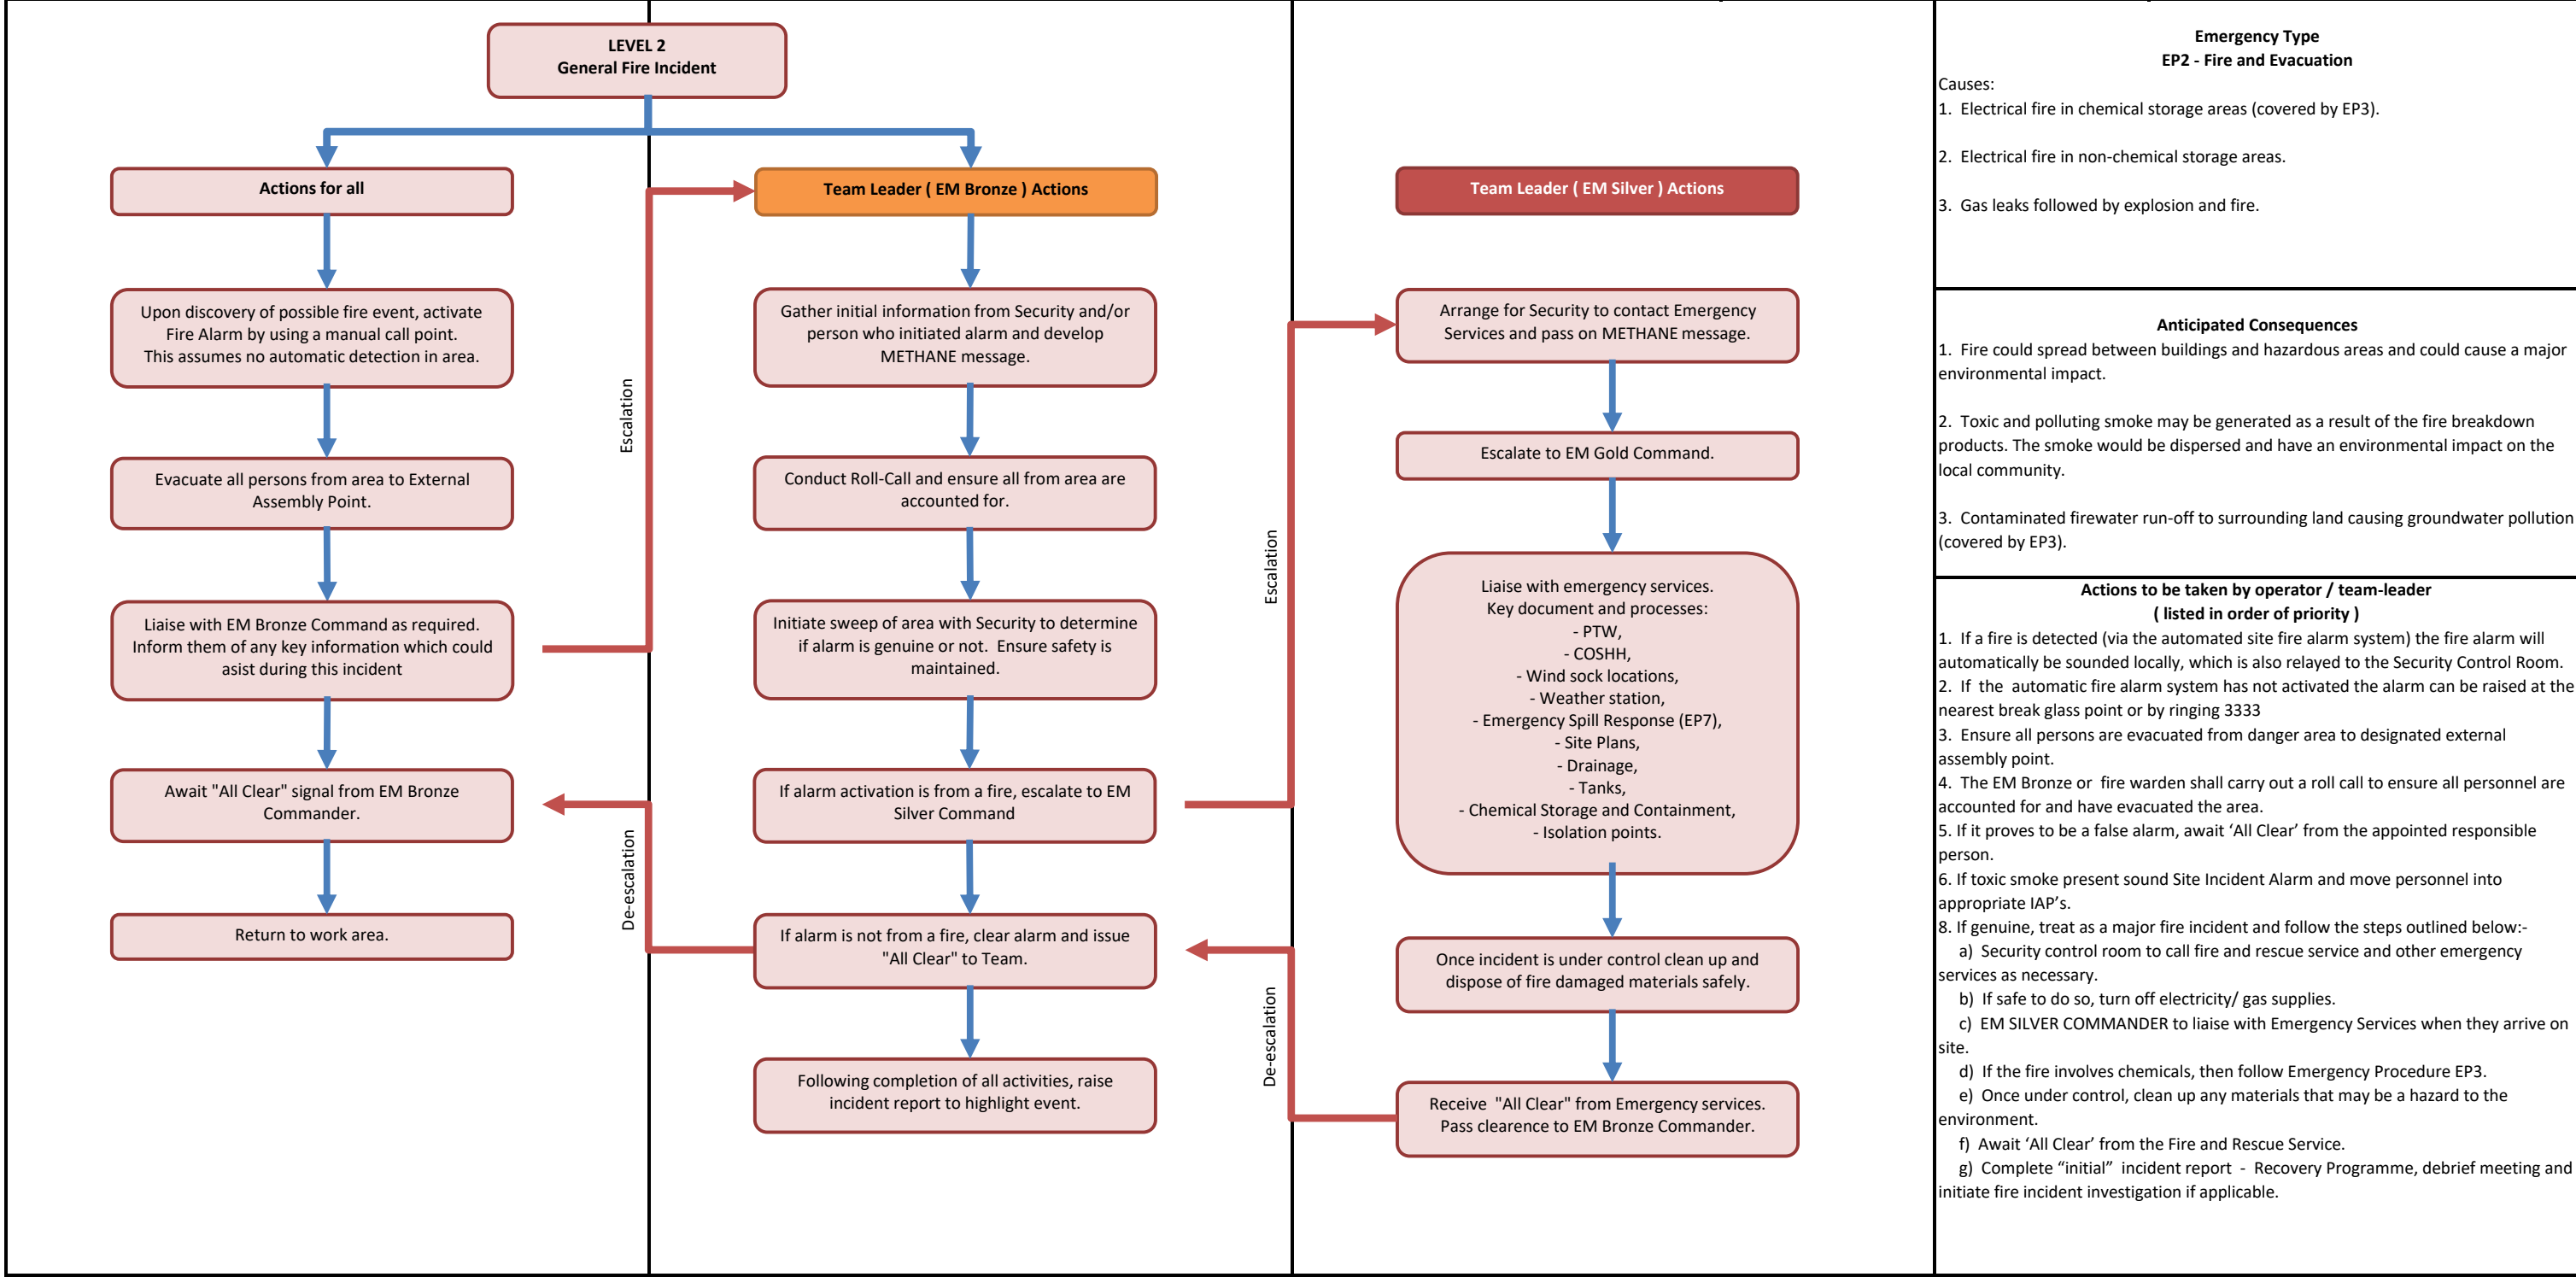 LEVEL 2
General Fire Incident
Actions for all
Upon discovery of possible fire event, activate
Fire Alarm by using a manual call point.
This assumes no automatic detection in area.
Evacuate all persons from area to External
Assembly Point.
Liaise with EM Bronze Command as required.
Inform them of any key information which could
asist during this incident
Await "All Clear" signal from EM Bronze
Commander.
Return to work area.
Escalation
De-escalation
Team Leader ( EM Bronze ) Actions
Gather initial information from Security and/or
person who initiated alarm and develop
METHANE message.
Conduct Roll-Call and ensure all from area are
accounted for.
Initiate sweep of area with Security to determine
if alarm is genuine or not.  Ensure safety is
maintained.
If alarm activation is from a fire, escalate to EM
Silver Command
If alarm is not from a fire, clear alarm and issue
"All Clear" to Team.
Following completion of all activities, raise
incident report to highlight event.
Escalation
De-escalation
Team Leader ( EM Silver ) Actions
Arrange for Security to contact Emergency
Services and pass on METHANE message.
Escalate to EM Gold Command.
Liaise with emergency services.
Key document and processes:
- PTW,
- COSHH,
- Wind sock locations,
- Weather station,
- Emergency Spill Response (EP7),
- Site Plans,
- Drainage,
- Tanks,
- Chemical Storage and Containment,
- Isolation points.
Once incident is under control clean up and
dispose of fire damaged materials safely.
Receive  "All Clear" from Emergency services.
Pass clearence to EM Bronze Commander.
Emergency Type
EP2 - Fire and Evacuation
Causes:
1.  Electrical fire in chemical storage areas (covered by EP3).
2.  Electrical fire in non-chemical storage areas.
3.  Gas leaks followed by explosion and fire.
Anticipated Consequences
1.  Fire could spread between buildings and hazardous areas and could cause a major
environmental impact.
2.  Toxic and polluting smoke may be generated as a result of the fire breakdown
products. The smoke would be dispersed and have an environmental impact on the
local community.
3.  Contaminated firewater run-off to surrounding land causing groundwater pollution
(covered by EP3).
Actions to be taken by operator / team-leader
( listed in order of priority )
1.  If a fire is detected (via the automated site fire alarm system) the fire alarm will
automatically be sounded locally, which is also relayed to the Security Control Room.
2.  If  the  automatic fire alarm system has not activated the alarm can be raised at the
nearest break glass point or by ringing 3333
3.  Ensure all persons are evacuated from danger area to designated external
assembly point.
4.  The EM Bronze or  fire warden shall carry out a roll call to ensure all personnel are
accounted for and have evacuated the area.
5. If it proves to be a false alarm, await ‘All Clear’ from the appointed responsible
person.
6. If toxic smoke present sound Site Incident Alarm and move personnel into
appropriate IAP’s.
8. If genuine, treat as a major fire incident and follow the steps outlined below:-
a)  Security control room to call fire and rescue service and other emergency
services as necessary.
b)  If safe to do so, turn off electricity/ gas supplies.
c)  EM SILVER COMMANDER to liaise with Emergency Services when they arrive on
site.
d)  If the fire involves chemicals, then follow Emergency Procedure EP3.
e)  Once under control, clean up any materials that may be a hazard to the
environment.
f)  Await ‘All Clear’ from the Fire and Rescue Service.
g)  Complete “initial”  incident report  -  Recovery Programme, debrief meeting and
initiate fire incident investigation if applicable.